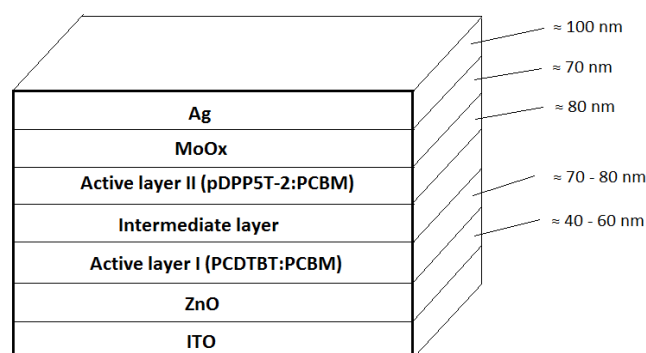 ≈ 100 nm
≈ 70 nm
≈ 80 nm
≈ 70 - 80 nm
≈ 40 - 60 nm
Ag
MoOx
Active layer II (pDPP5T-2:PCBM)
Intermediate layer
Active layer I (PCDTBT:PCBM)
ZnO
ITO